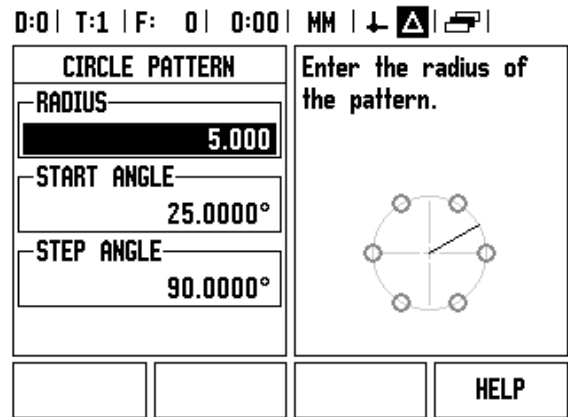 D:0 | T:1 | F: 0 | 0:00 | MM | Δ
CIRCLE PATTERN
RADIUS
5.000
START ANGLE
25.0000°
STEP ANGLE
90.0000°
Enter the radius of
the pattern.
HELP